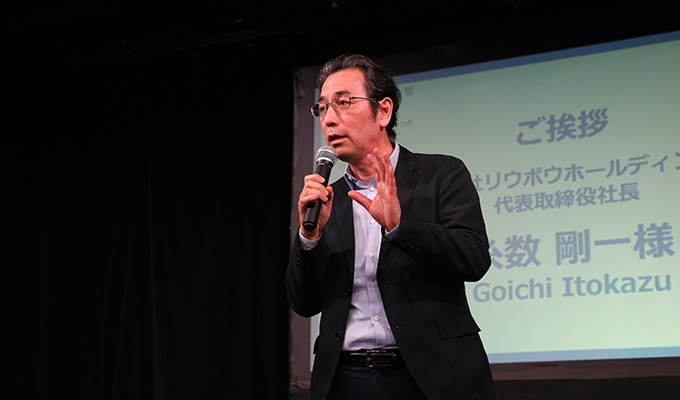 ご挨拶
社リウボウホールディン
代表取締役社長
糸数 剛一様
Goichi Itokazu